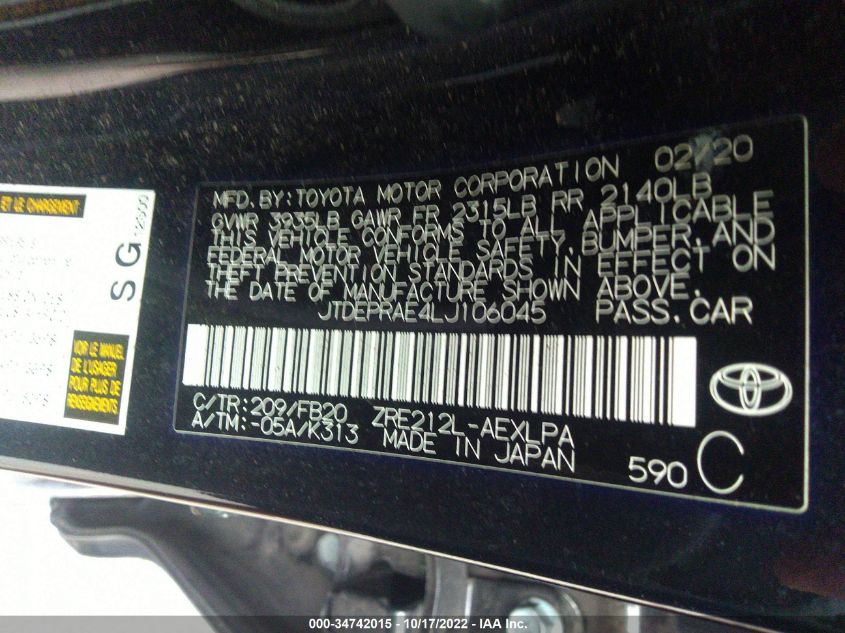 ET LE CHARGEMENT
SG 12S000
VOIR LE MANUEL
DE L'USAGER
POUR PLUS DE
RENSEIGNEMENTS
MFD. BY: TOYOTA MOTOR CORPORATION 02/20
GVWR 3935LB GAWR FR 2315LB RR 2140LB
THIS VEHICLE CONFORMS TO ALL APPLICABLE
FEDERAL MOTOR VEHICLE SAFETY, BUMPER, AND
THEFT PREVENTION STANDARDS IN EFFECT ON
THE DATE OF MANUFACTURE SHOWN ABOVE.
JTDEPRAE4LJ106045 PASS. CAR
C/TR: 209/FB20 ZRE212L-AEXLPA
A/TM: -05A/K313 MADE IN JAPAN
590 C
000-34742015 - 10/17/2022 - IAA Inc.